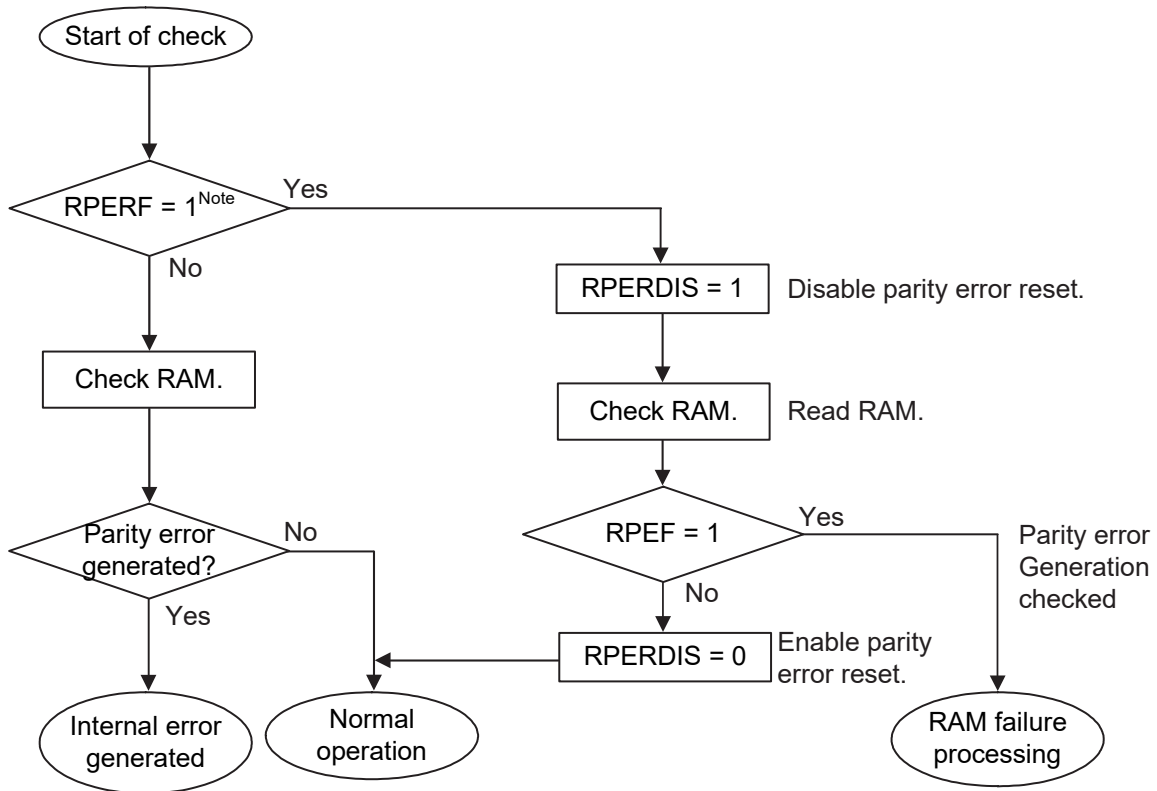 Start of check
RPERF = 1Note
Yes
No
RPERDIS = 1
Disable parity error reset.
Check RAM.
Check RAM.
Read RAM.
Parity error
generated?
No
Yes
RPEF = 1
Yes
No
Parity error
Generation
checked
RPERDIS = 0
Enable parity
error reset.
Internal error
generated
Normal
operation
RAM failure
processing